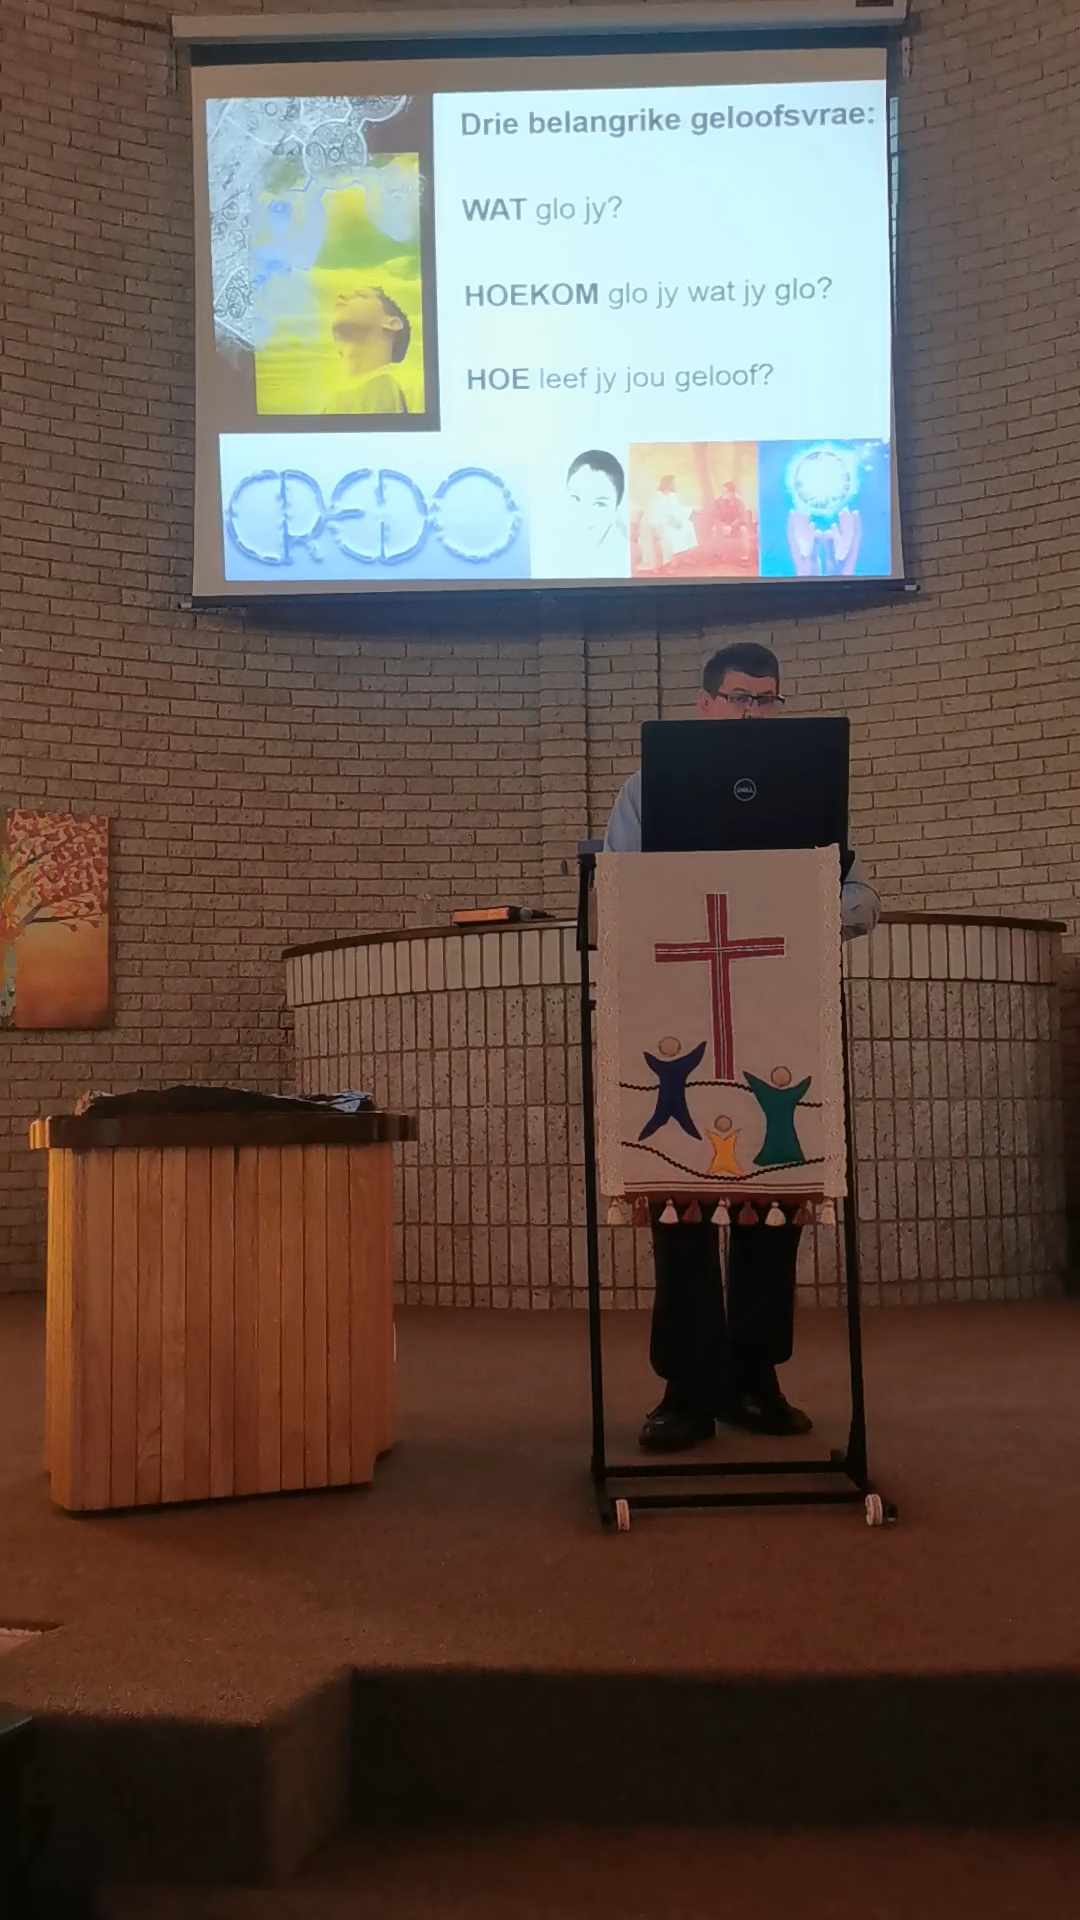 Drie belangrike geloofsvrae:
WAT glo jy?
HOEKOM glo jy wat jy glo?
HOE leef jy jou geloof?
CREDO
DELL